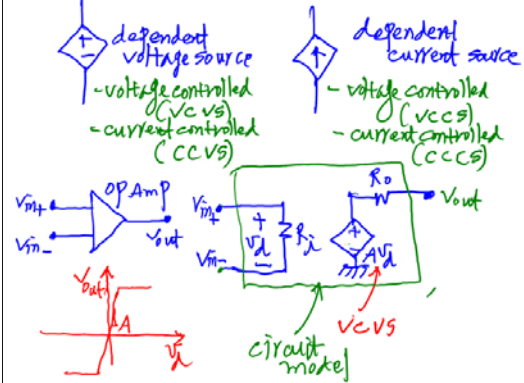 dependent
voltage source
- voltage controlled
(VCVS)
- current controlled
(CCVS)
dependent
current source
- voltage controlled
(VCCS)
- current controlled
(CCCS)
OP Amp
Vin+
Vin-
Vout
Vin+
Vin-
+
Vd
-
Ri
Ro
Vout
+
-
AVd
VCVS
circuit
model
Vout
A
Vd